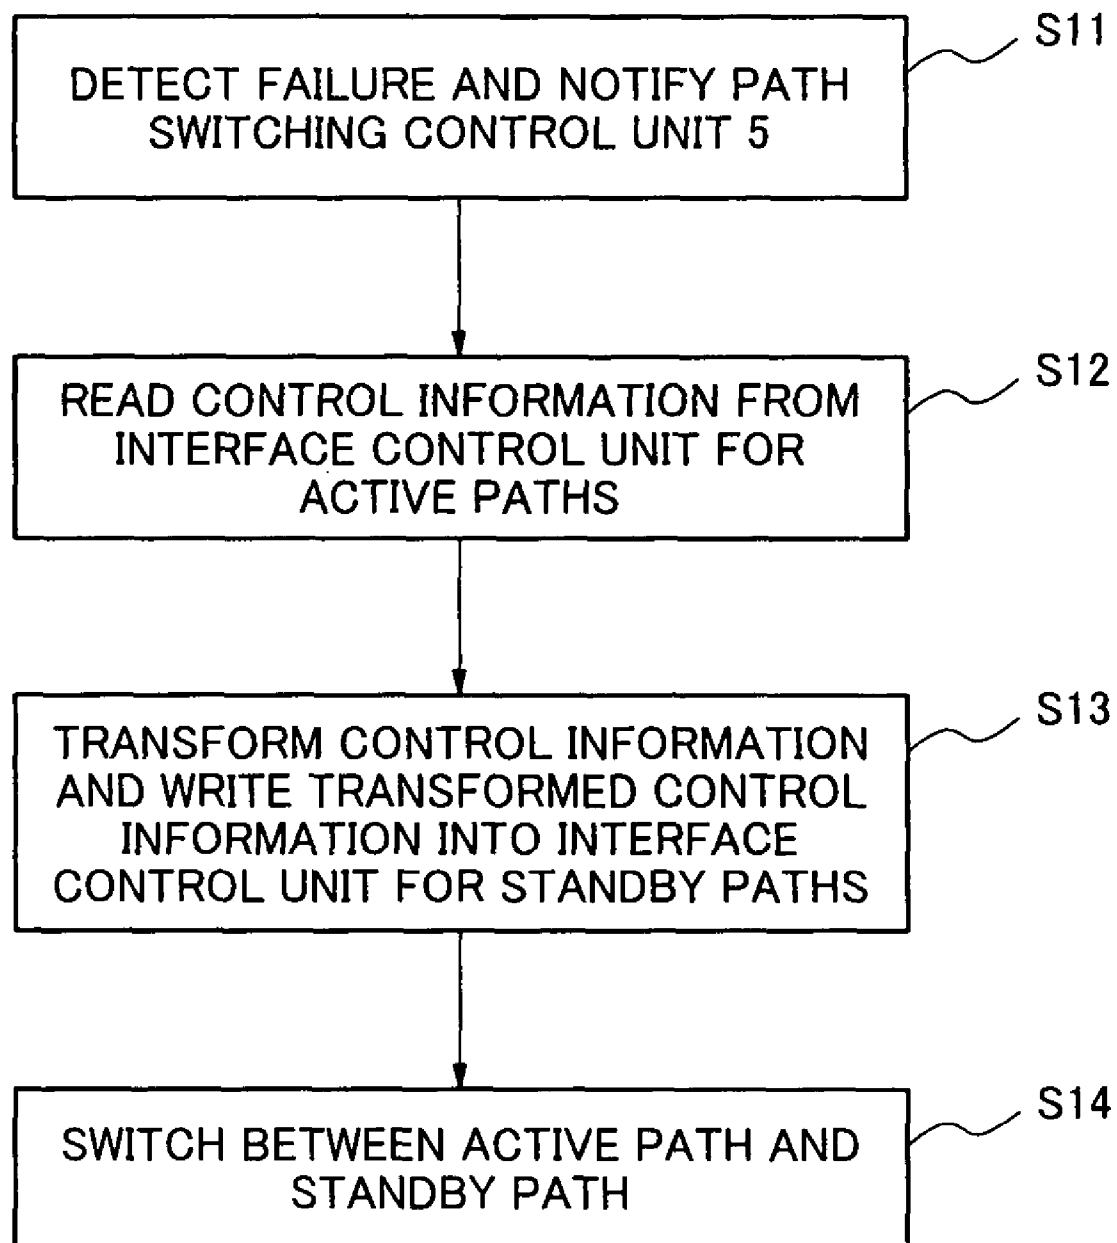 S11
DETECT FAILURE AND NOTIFY PATH
SWITCHING CONTROL UNIT 5
S12
READ CONTROL INFORMATION FROM
INTERFACE CONTROL UNIT FOR
ACTIVE PATHS
S13
TRANSFORM CONTROL INFORMATION
AND WRITE TRANSFORMED CONTROL
INFORMATION INTO INTERFACE
CONTROL UNIT FOR STANDBY PATHS
S14
SWITCH BETWEEN ACTIVE PATH AND
STANDBY PATH